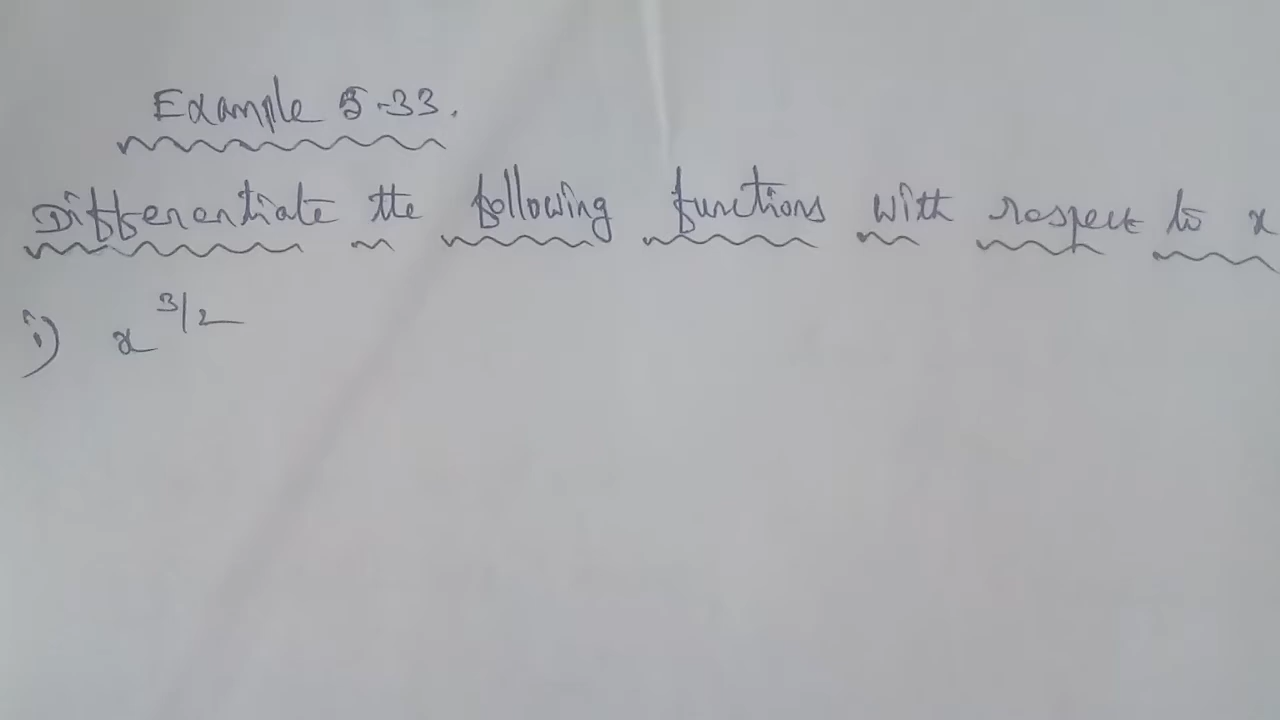 Example 5.33.
Differentiate the following functions with respect to x
i) x^3/2